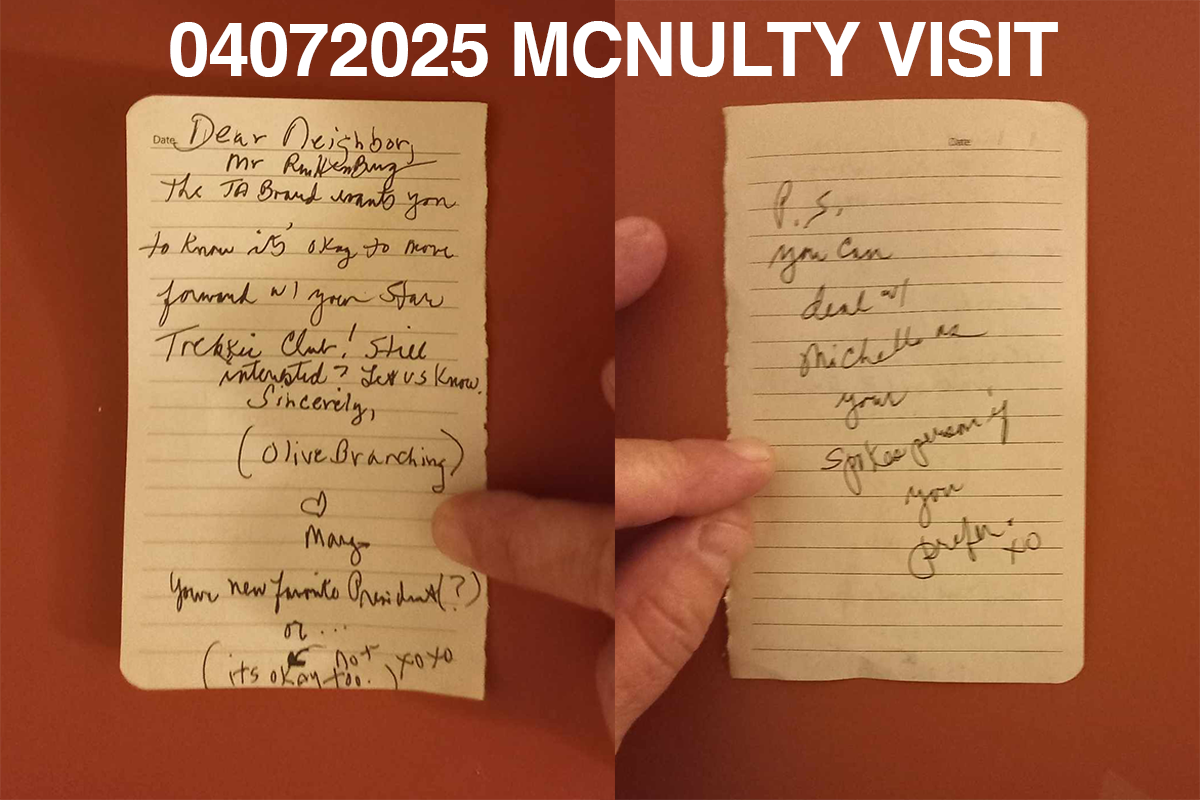 04072025 MCNULTY VISIT
Date Dear Neighbor,
Mr
The TA Board wants you
to know it's okay to move
forward w/ your Star
Trekkie Club! Still
interested? Let us know.
Sincerely,
(Olive Branching)
♡
Mary
Your new favorite President(?)
or...
(its okay too.) not xoxo
Date
P.S.
you can
deal w/
Michelle as
your
spokesperson if
you
prefer.
xo